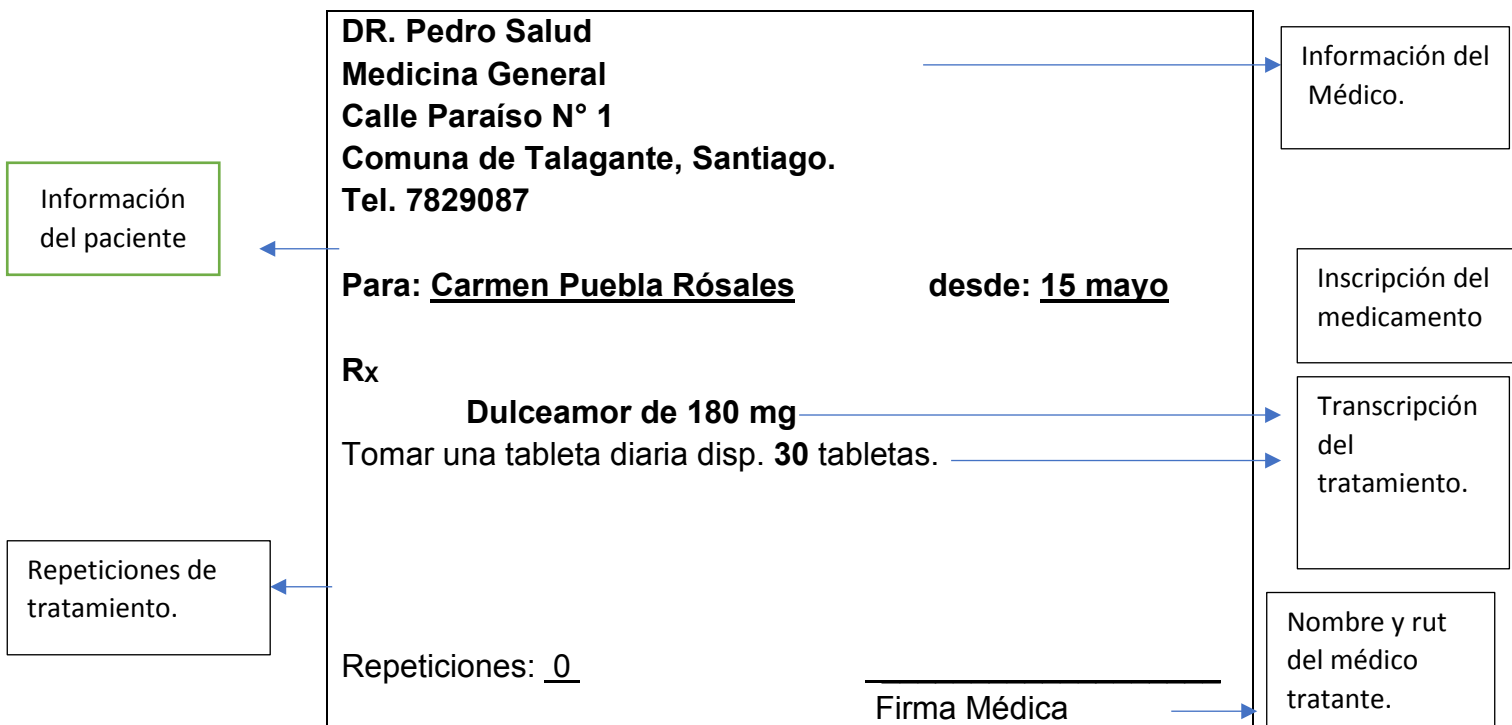 DR. Pedro Salud
Medicina General
Calle Paraíso N° 1
Comuna de Talagante, Santiago.
Tel. 7829087
Información del
Médico.
Información
del paciente
Para: Carmen Puebla Rósales desde: 15 mayo
Inscripción del
medicamento
Rx
Dulceamor de 180 mg
Tomar una tableta diaria disp. 30 tabletas.
Transcripción
del
tratamiento.
Repeticiones de
tratamiento.
Repeticiones: 0
Firma Médica
Nombre y rut
del médico
tratante.